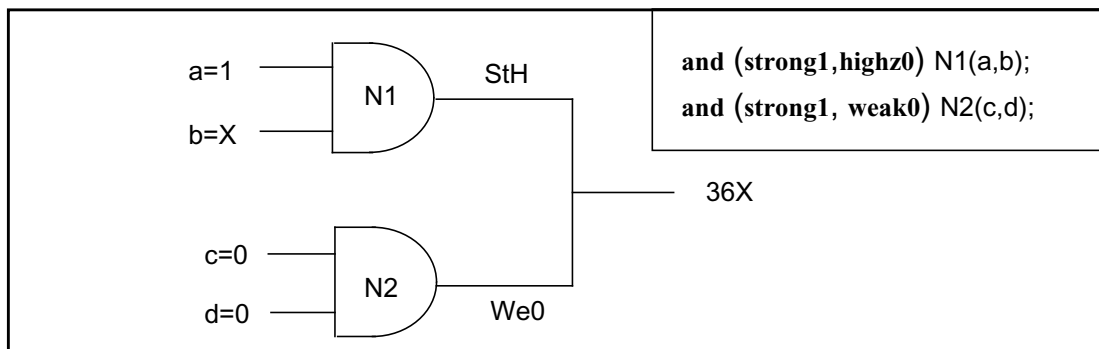 a=1
b=X
N1
StH
and (strong1,highz0) N1(a,b);
and (strong1, weak0) N2(c,d);
36X
c=0
d=0
N2
We0